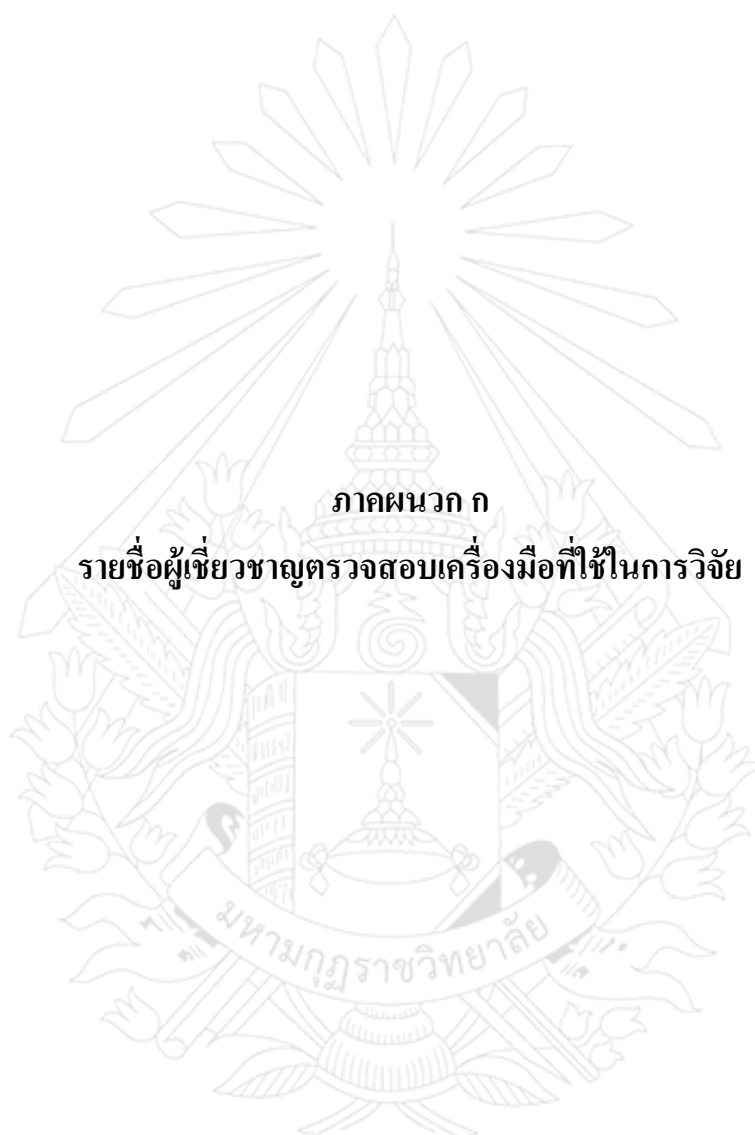 ภาคผนวก ก
รายชื่อผู้เชี่ยวชาญตรวจสอบเครื่องมือที่ใช้ในการวิจัย
มหามกุฏราชวิทยาลัย